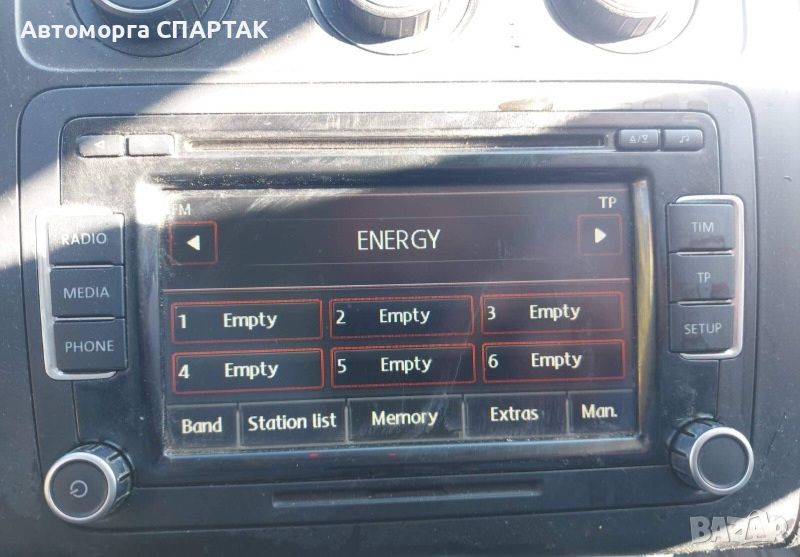 Автоморга СПАРТАК
FM
TP
ENERGY
RADIO
MEDIA
PHONE
TIM
TP
SETUP
1 Empty
2 Empty
3 Empty
4 Empty
5 Empty
6 Empty
Band
Station list
Memory
Extras
Man.
BAZAR